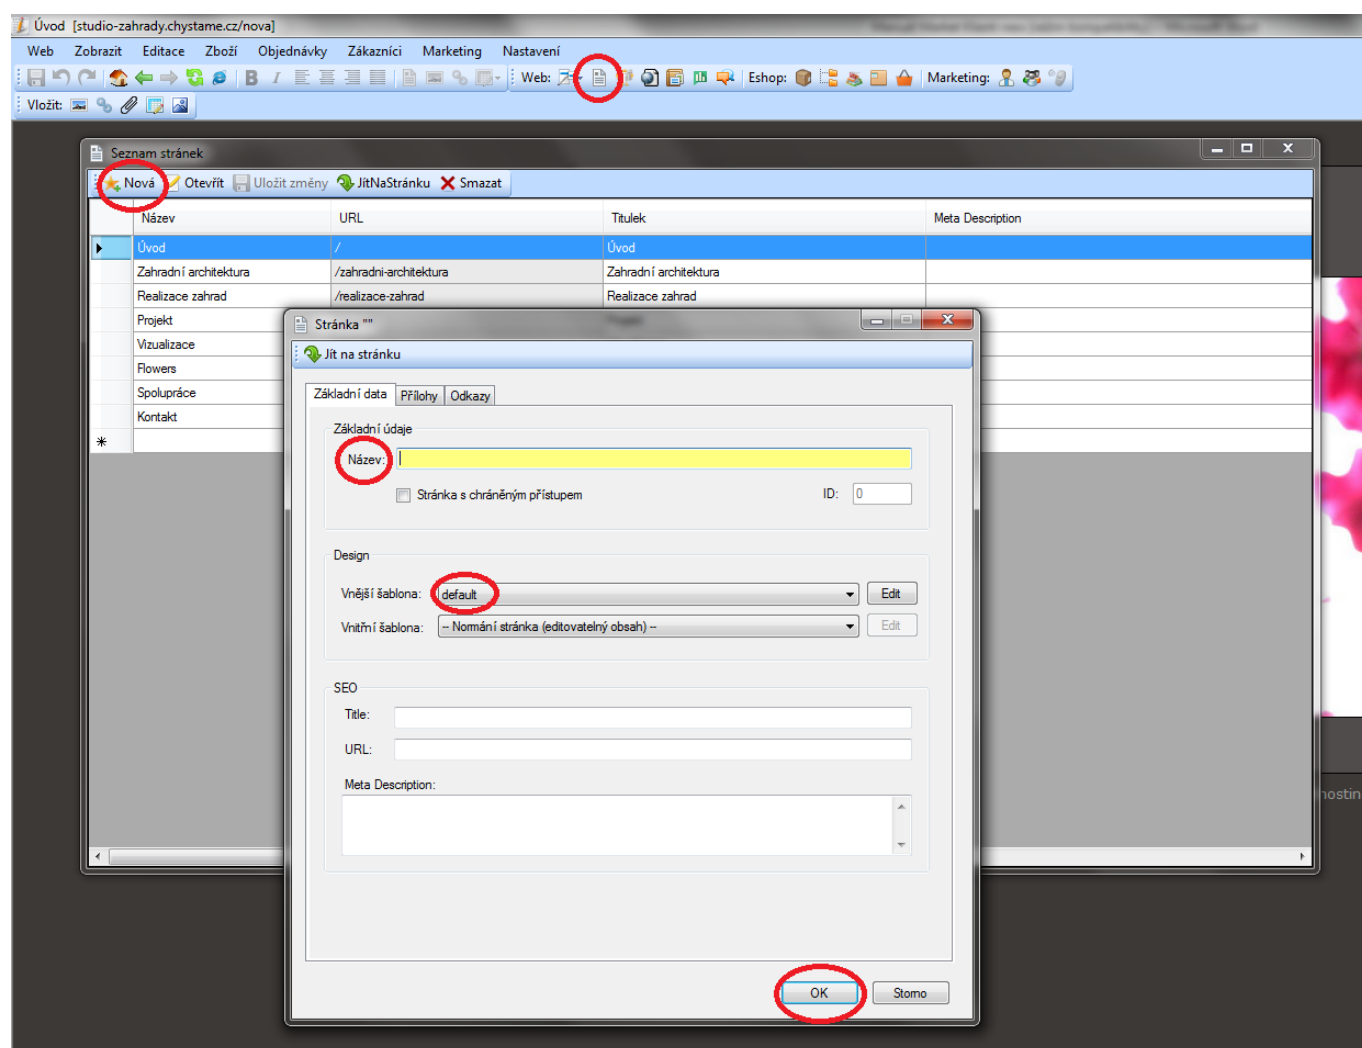 Úvod [studio-zahrady.chystame.cz/nova]
Web Zobrazit Editace Zboží Objednávky Zákazníci Marketing Nastavení
B I Web: Eshop: Marketing:
Vložit:
Seznam stránek
Nová Otevřít Uložit změny JítNaStránku Smazat
Název URL Titulek Meta Description
Úvod / Úvod
Zahradní architektura /zahradni-architektura Zahradní architektura
Realizace zahrad /realizace-zahrad Realizace zahrad
Projekt
Vizualizace
Flowers
Spolupráce
Kontakt
Stránka ""
Jít na stránku
Základní data Přílohy Odkazy
Základní údaje
Název:
Stránka s chráněným přístupem ID: 0
Design
Vnější šablona: default Edit
Vnitřní šablona: -- Normání stránka (editovatelný obsah) -- Edit
SEO
Title:
URL:
Meta Description:
hostin
OK Storno